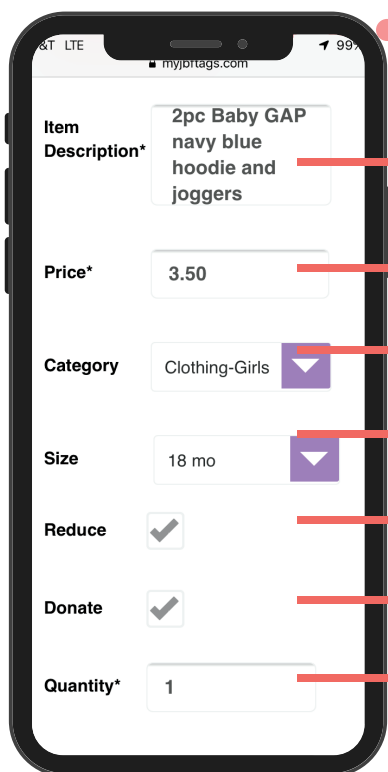 &T LTE 99%
myjbftags.com
Item
Description*
2pc Baby GAP
navy blue
hoodie and
joggers
Price* 3.50
Category Clothing-Girls
Size 18 mo
Reduce
Donate
Quantity* 1